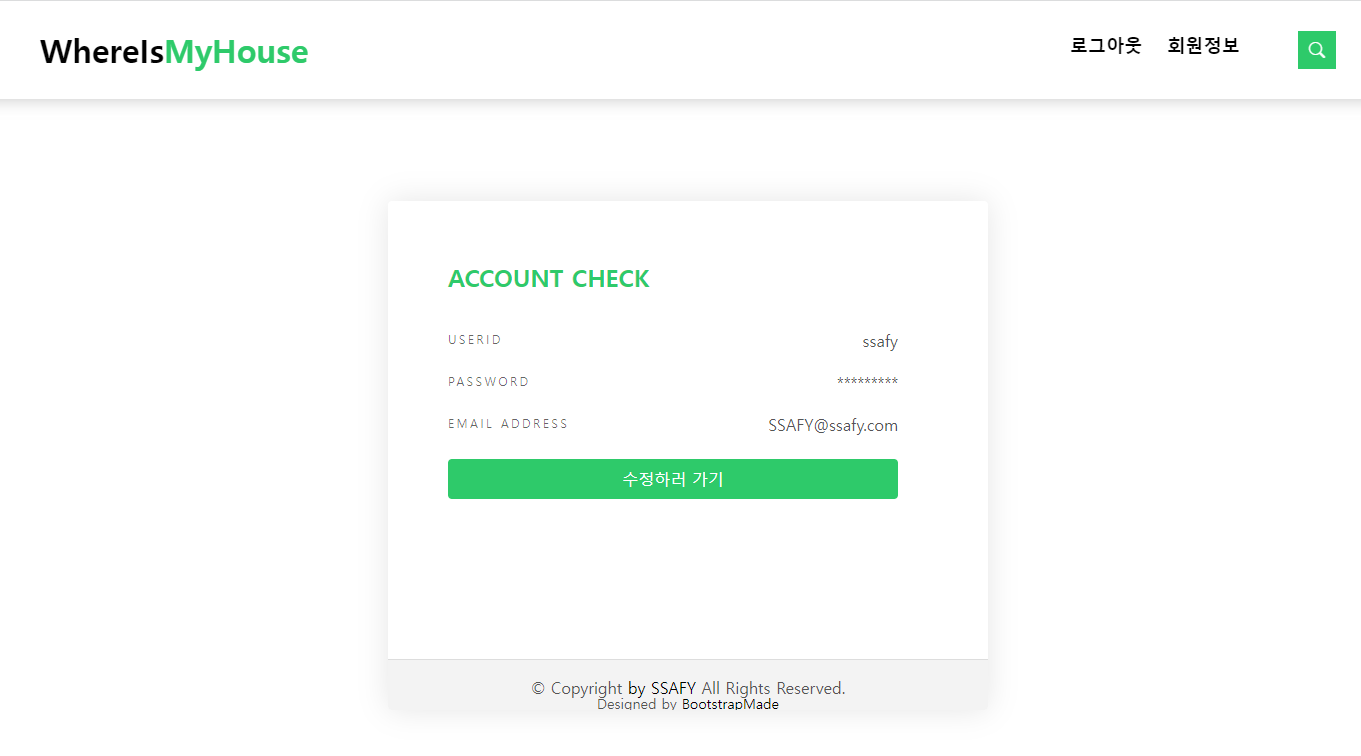 WhereIsMyHouse
로그아웃 회원정보
ACCOUNT CHECK
USERID ssafy
PASSWORD *********
EMAIL ADDRESS SSAFY@ssafy.com
수정하러 가기
© Copyright by SSAFY All Rights Reserved.
Designed by BootstrapMade